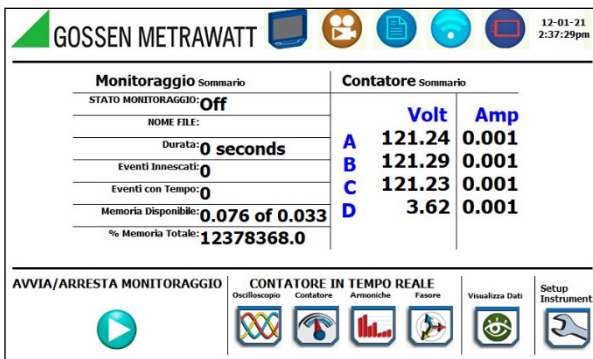 GOSSEN METRAWATT
12-01-21
2:37:29pm
Monitoraggio Sommario
STATO MONITORAGGIO: Off
NOME FILE:
Durata: 0 seconds
Eventi Innescati: 0
Eventi con Tempo: 0
Memoria Disponibile: 0.076 of 0.033
% Memoria Totale: 12378368.0
Contatore Sommario
Volt Amp
A 121.24 0.001
B 121.29 0.001
C 121.23 0.001
D 3.62 0.001
AVVIA/ARRESTA MONITORAGGIO
CONTATORE IN TEMPO REALE
Oscilloscopio Contatore Armoniche Fasore
Visualizza Dati
Setup
Instrument